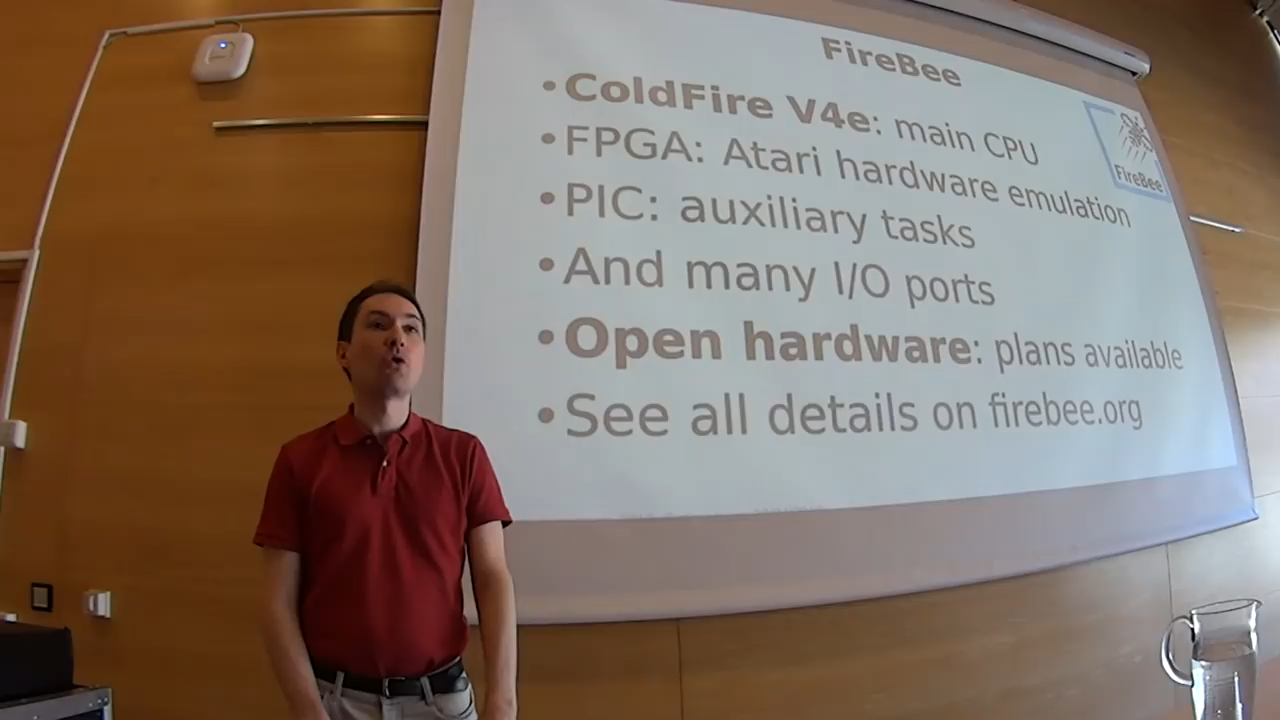 FireBee
•ColdFire V4e: main CPU
•FPGA: Atari hardware emulation
•PIC: auxiliary tasks
•And many I/O ports
•Open hardware: plans available
•See all details on firebee.org
FireBee